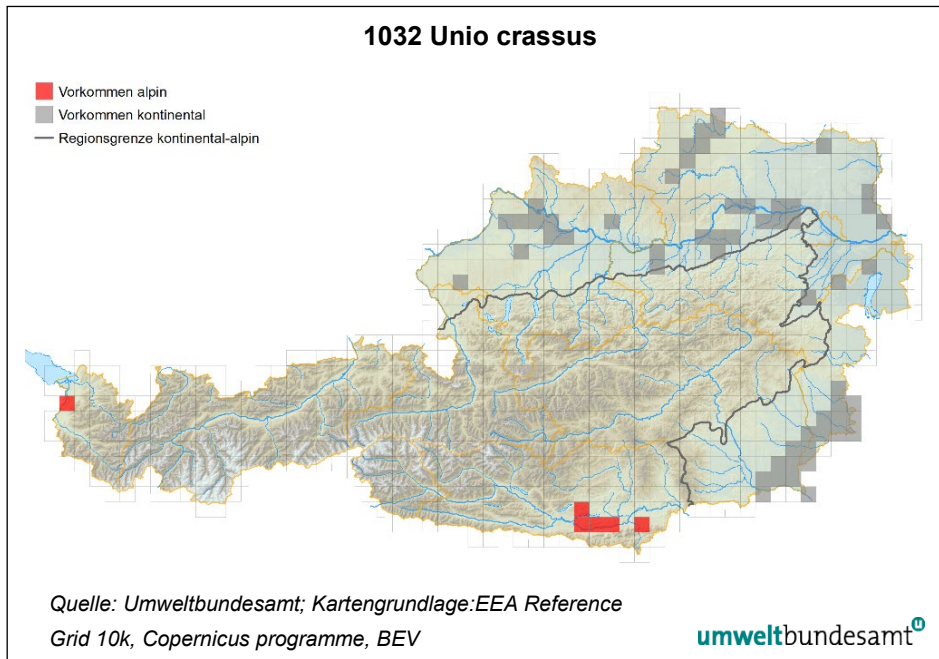 1032 Unio crassus
Vorkommen alpin
Vorkommen kontinental
Regionsgrenze kontinental-alpin
Quelle: Umweltbundesamt; Kartengrundlage:EEA Reference
Grid 10k, Copernicus programme, BEV
umweltbundesamt u